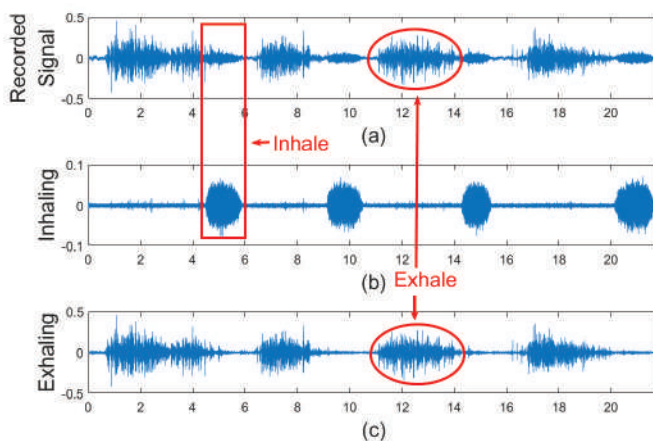 Recorded
Signal
0.5
0
-0.5
0 2 4 6 8 10 12 14 16 18 20
(a)
Inhale
Inhaling
0.1
0
-0.1
0 2 4 6 8 10 12 14 16 18 20
(b)
Exhale
Exhaling
0.5
0
-0.5
0 2 4 6 8 10 12 14 16 18 20
(c)